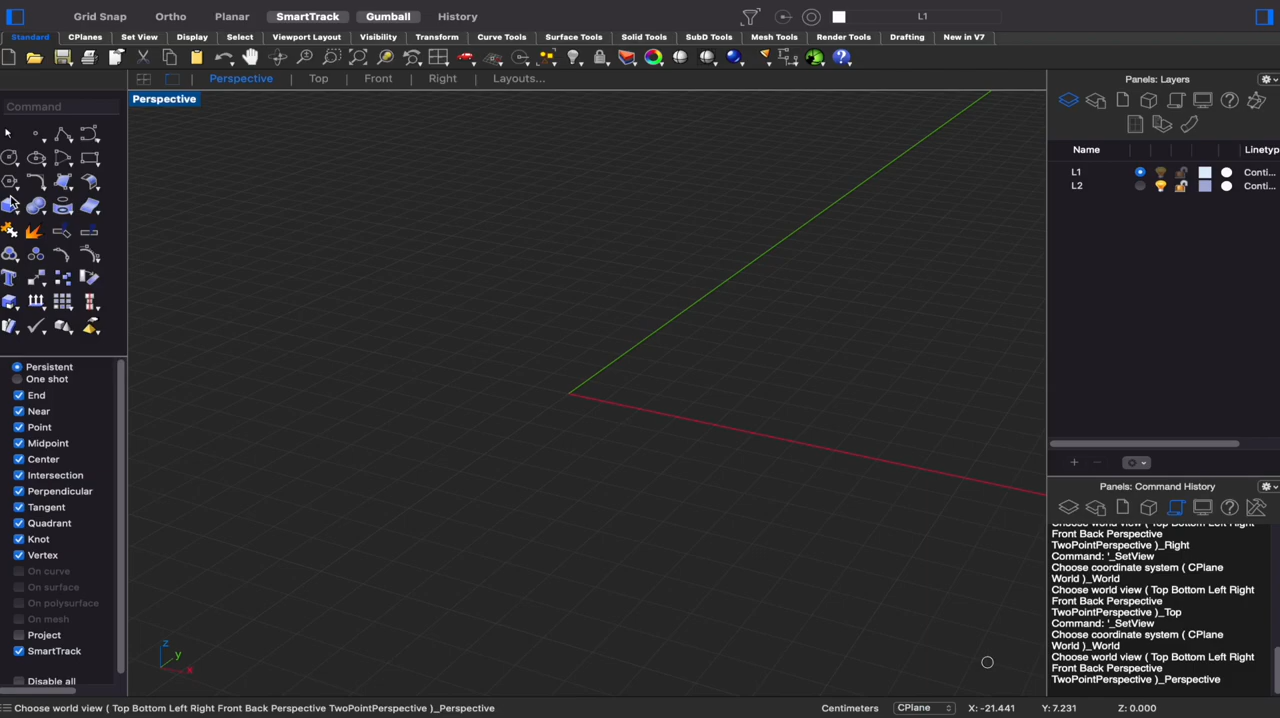 Grid Snap Ortho Planar SmartTrack Gumball History L1
Standard CPlanes Set View Display Select Viewport Layout Visibility Transform Curve Tools Surface Tools Solid Tools SubD Tools Mesh Tools Render Tools Drafting New in V7
Perspective Top Front Right Layouts...
Perspective
Command
Persistent
One shot
End
Near
Point
Midpoint
Center
Intersection
Perpendicular
Tangent
Quadrant
Knot
Vertex
On curve
On surface
On polysurface
On mesh
Project
SmartTrack
Disable all
z
y
x
Panels: Layers
Name Linetyp
L1 Conti...
L2 Conti...
Panels: Command History
Choose world view ( Top Bottom Left Right
Front Back Perspective
TwoPointPerspective )_Right
Command: '_SetView
Choose coordinate system ( CPlane
World )_World
Choose world view ( Top Bottom Left Right
Front Back Perspective
TwoPointPerspective )_Top
Command: '_SetView
Choose coordinate system ( CPlane
World )_World
Choose world view ( Top Bottom Left Right
Front Back Perspective
TwoPointPerspective )_Perspective
Choose world view ( Top Bottom Left Right Front Back Perspective TwoPointPerspective )_Perspective Centimeters CPlane X: -21.441 Y: 7.231 Z: 0.000